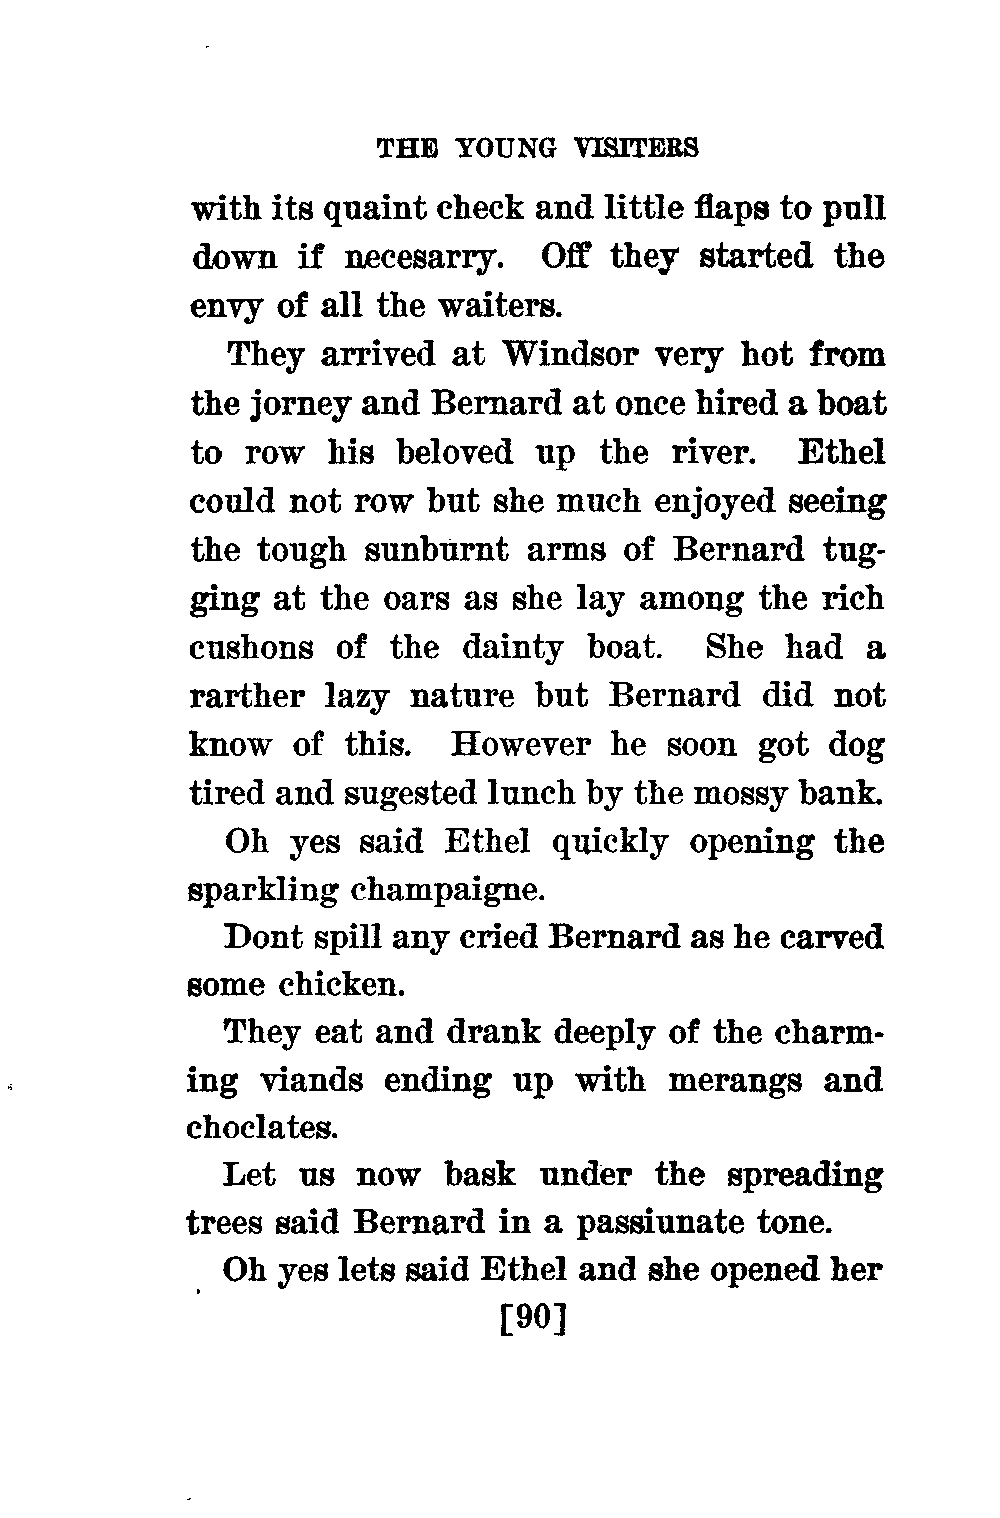 THE YOUNG VISITERS
with its quaint check and little flaps to pull
down if necesarry. Off they started the
envy of all the waiters.
They arrived at Windsor very hot from
the jorney and Bernard at once hired a boat
to row his beloved up the river. Ethel
could not row but she much enjoyed seeing
the tough sunburnt arms of Bernard tug-
ging at the oars as she lay among the rich
cushons of the dainty boat. She had a
rarther lazy nature but Bernard did not
know of this. However he soon got dog
tired and sugested lunch by the mossy bank.
Oh yes said Ethel quickly opening the
sparkling champaigne.
Dont spill any cried Bernard as he carved
some chicken.
They eat and drank deeply of the charm-
ing viands ending up with merangs and
choclates.
Let us now bask under the spreading
trees said Bernard in a passiunate tone.
Oh yes lets said Ethel and she opened her
[90]